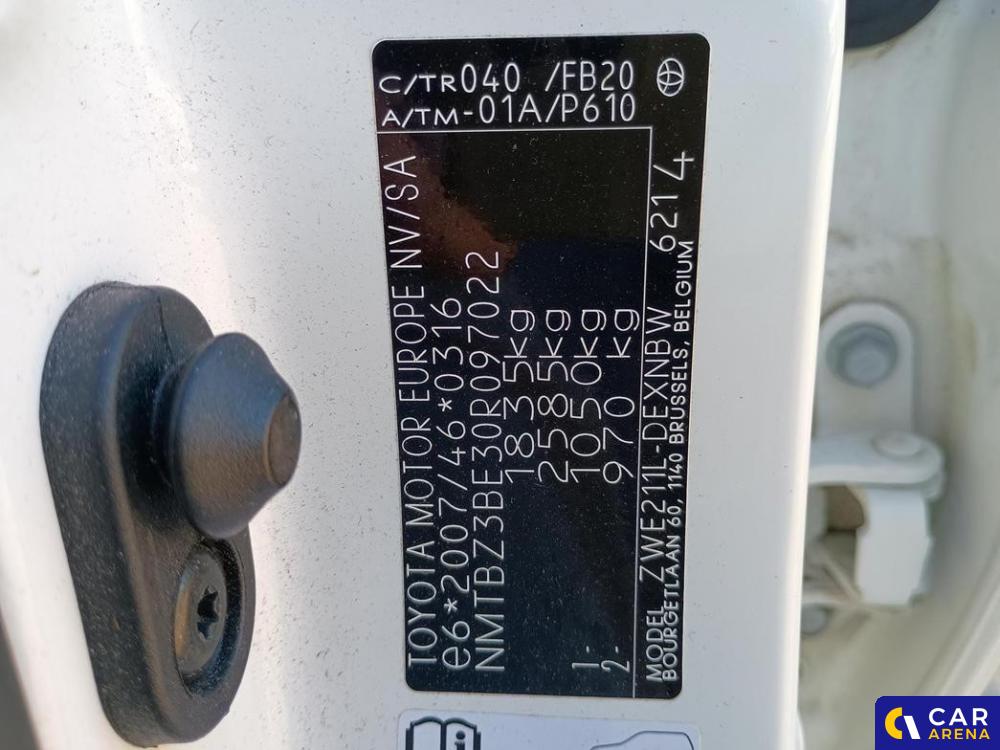 C/TR040 /FB20
A/TM-01A/P610
TOYOTA MOTOR EUROPE NV/SA
e6*2007/46*0316
NMTBZ3BE30R097022
1835kg
2585kg
1- 1050kg
2- 970 kg
MODEL ZWE211L-DEXNBW 6214
BOURGETLAAN 60, 1140 BRUSSELS, BELGIUM
CAR
ARENA